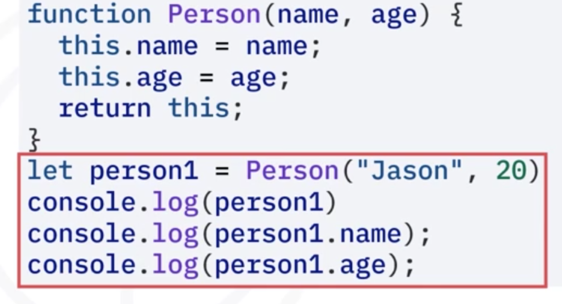 function Person(name, age) {
  this.name = name;
  this.age = age;
  return this;
}
let person1 = Person("Jason", 20)
console.log(person1)
console.log(person1.name);
console.log(person1.age);